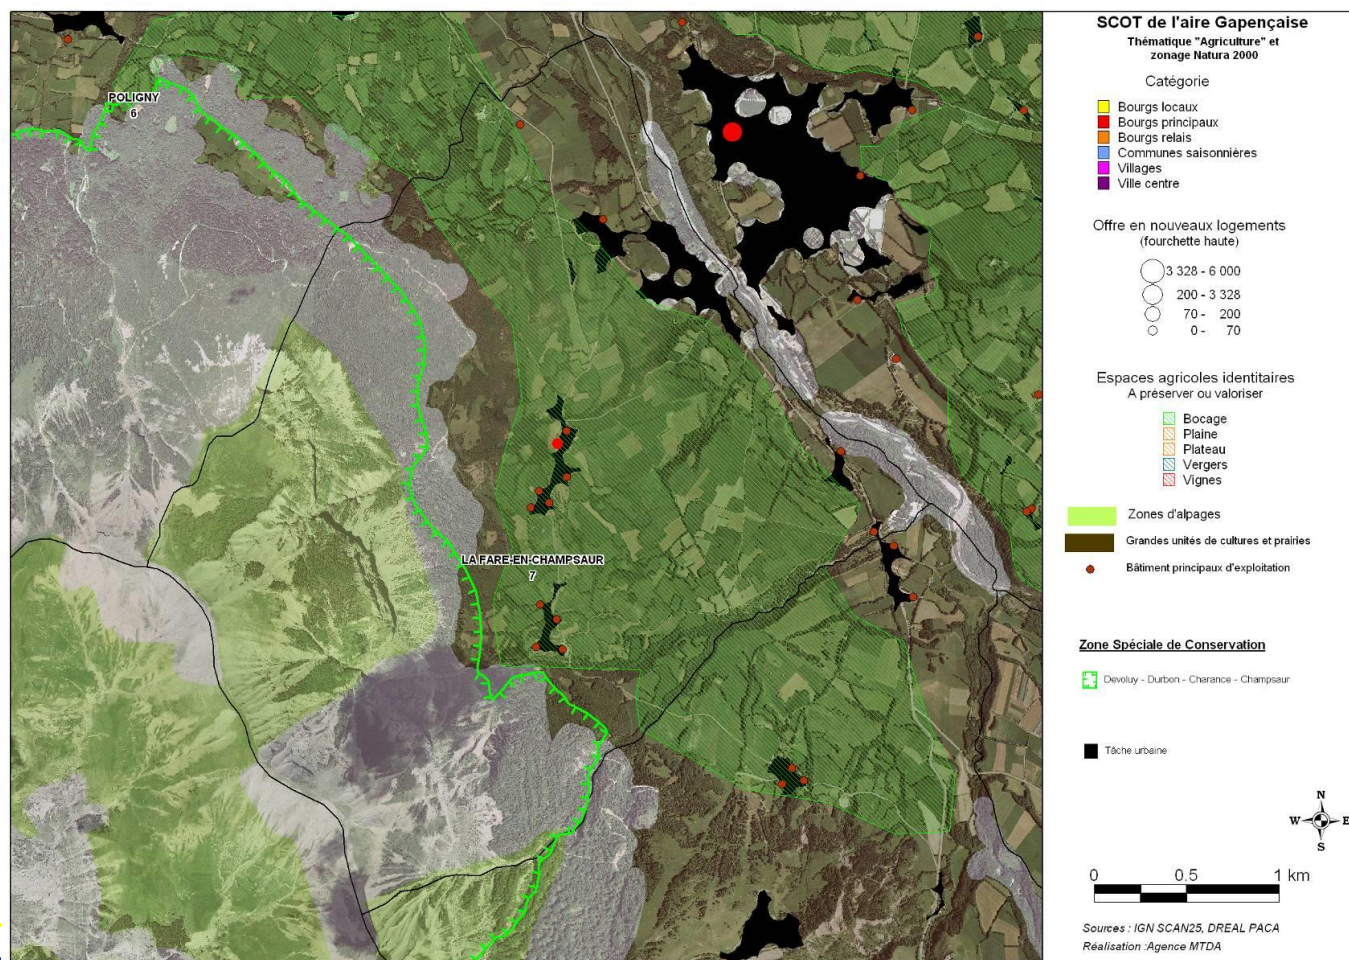 POLIGNY
6
LA FARE-EN-CHAMPSAUR
7
SCOT de l'aire Gapençaise
Thématique "Agriculture" et
zonage Natura 2000
Catégorie
Bourgs locaux
Bourgs principaux
Bourgs relais
Communes saisonnières
Villages
Ville centre
Offre en nouveaux logements
(fourchette haute)
3 328 - 6 000
200 - 3 328
70 - 200
0 - 70
Espaces agricoles identitaires
A préserver ou valoriser
Bocage
Plaine
Plateau
Vergers
Vignes
Zones d'alpages
Grandes unités de cultures et prairies
Bâtiment principaux d'exploitation
Zone Spéciale de Conservation
Devoluy - Durbon - Charance - Champsaur
Tâche urbaine
N
W E
S
0 0.5 1 km
Sources : IGN SCAN25, DREAL PACA
Réalisation :Agence MTDA